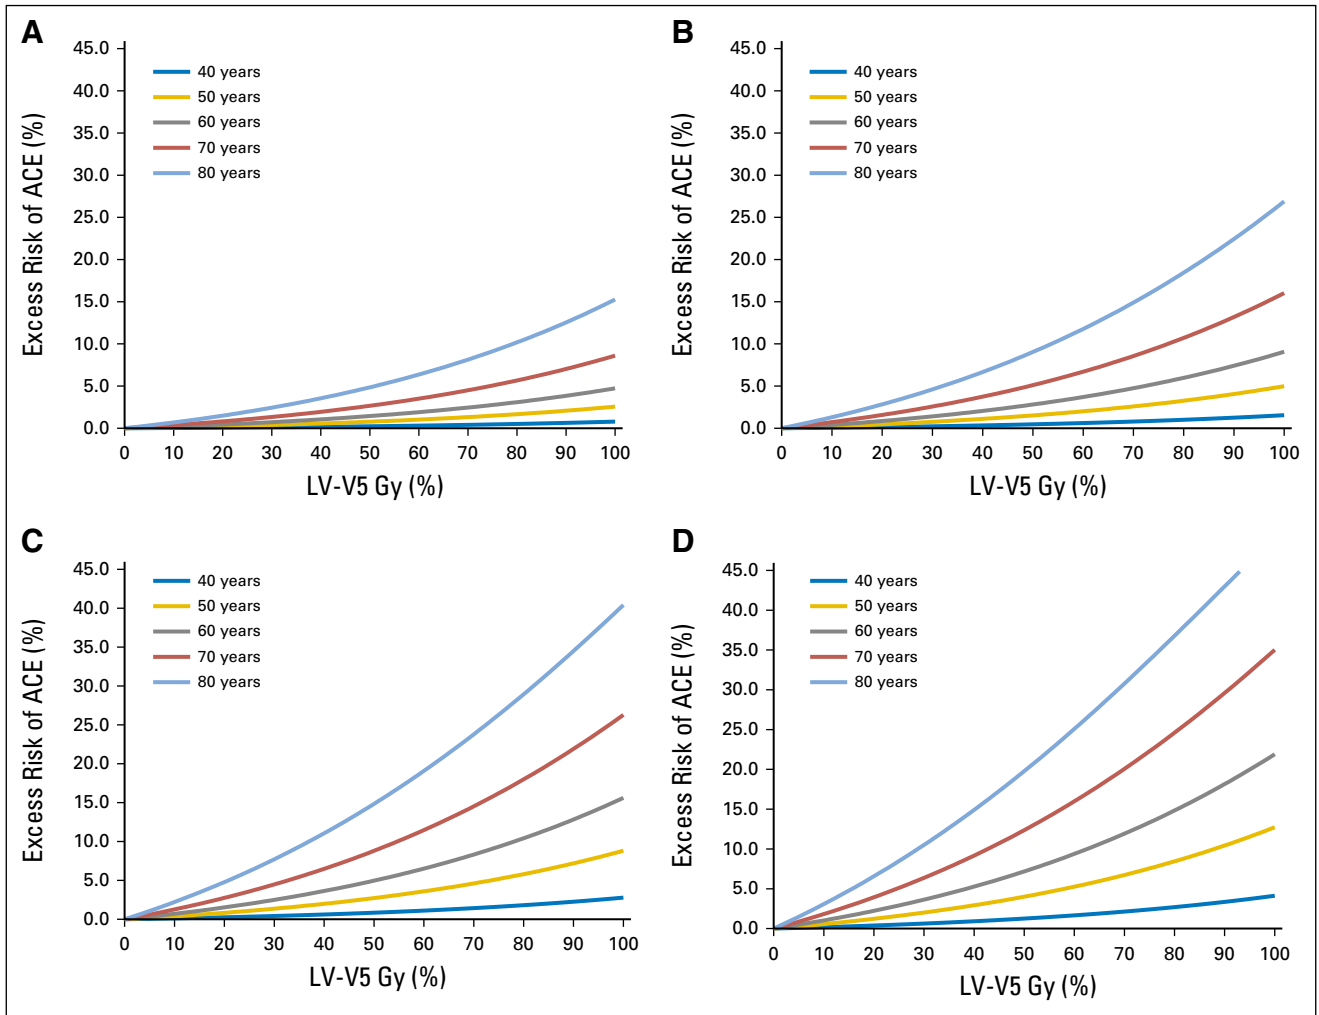 A
Excess Risk of ACE (%)
45.0
40.0
35.0
30.0
25.0
20.0
15.0
10.0
5.0
0.0
40 years
50 years
60 years
70 years
80 years
0 10 20 30 40 50 60 70 80 90 100
LV-V5 Gy (%)
B
Excess Risk of ACE (%)
45.0
40.0
35.0
30.0
25.0
20.0
15.0
10.0
5.0
0.0
40 years
50 years
60 years
70 years
80 years
0 10 20 30 40 50 60 70 80 90 100
LV-V5 Gy (%)
C
Excess Risk of ACE (%)
45.0
40.0
35.0
30.0
25.0
20.0
15.0
10.0
5.0
0.0
40 years
50 years
60 years
70 years
80 years
0 10 20 30 40 50 60 70 80 90 100
LV-V5 Gy (%)
D
Excess Risk of ACE (%)
45.0
40.0
35.0
30.0
25.0
20.0
15.0
10.0
5.0
0.0
40 years
50 years
60 years
70 years
80 years
0 10 20 30 40 50 60 70 80 90 100
LV-V5 Gy (%)